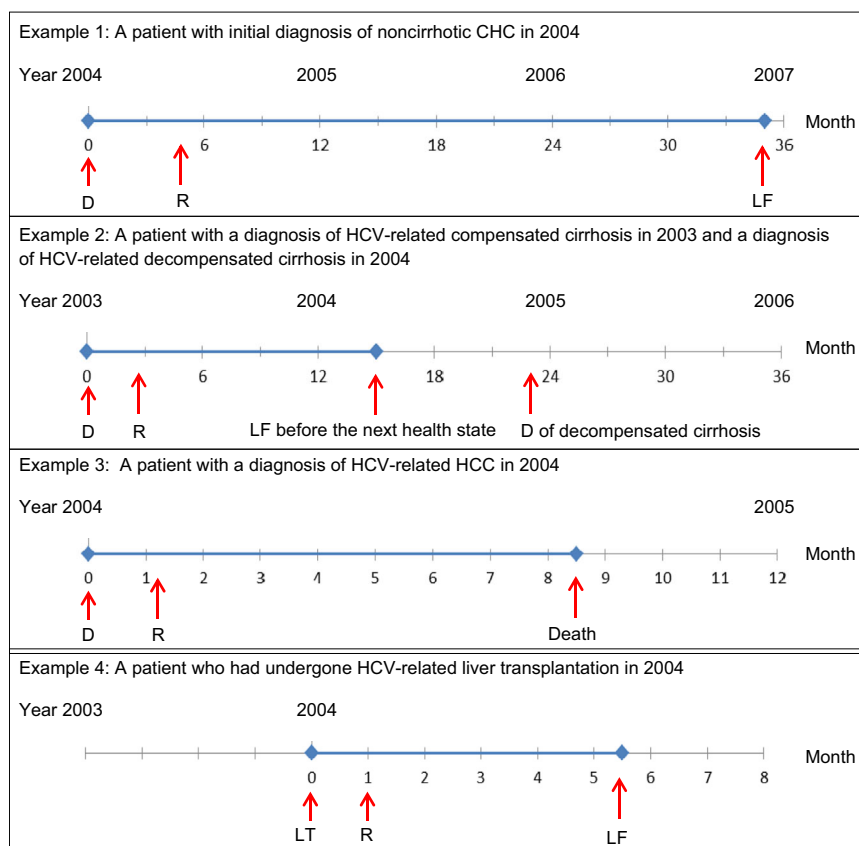 Example 1: A patient with initial diagnosis of noncirrhotic CHC in 2004
Year 2004 2005 2006 2007
Month
0 6 12 18 24 30 36
D R LF
Example 2: A patient with a diagnosis of HCV-related compensated cirrhosis in 2003 and a diagnosis
of HCV-related decompensated cirrhosis in 2004
Year 2003 2004 2005 2006
Month
0 6 12 18 24 30 36
D R LF before the next health state D of decompensated cirrhosis
Example 3: A patient with a diagnosis of HCV-related HCC in 2004
Year 2004 2005
Month
0 1 2 3 4 5 6 7 8 9 10 11 12
D R Death
Example 4: A patient who had undergone HCV-related liver transplantation in 2004
Year 2003 2004
Month
0 1 2 3 4 5 6 7 8
LT R LF